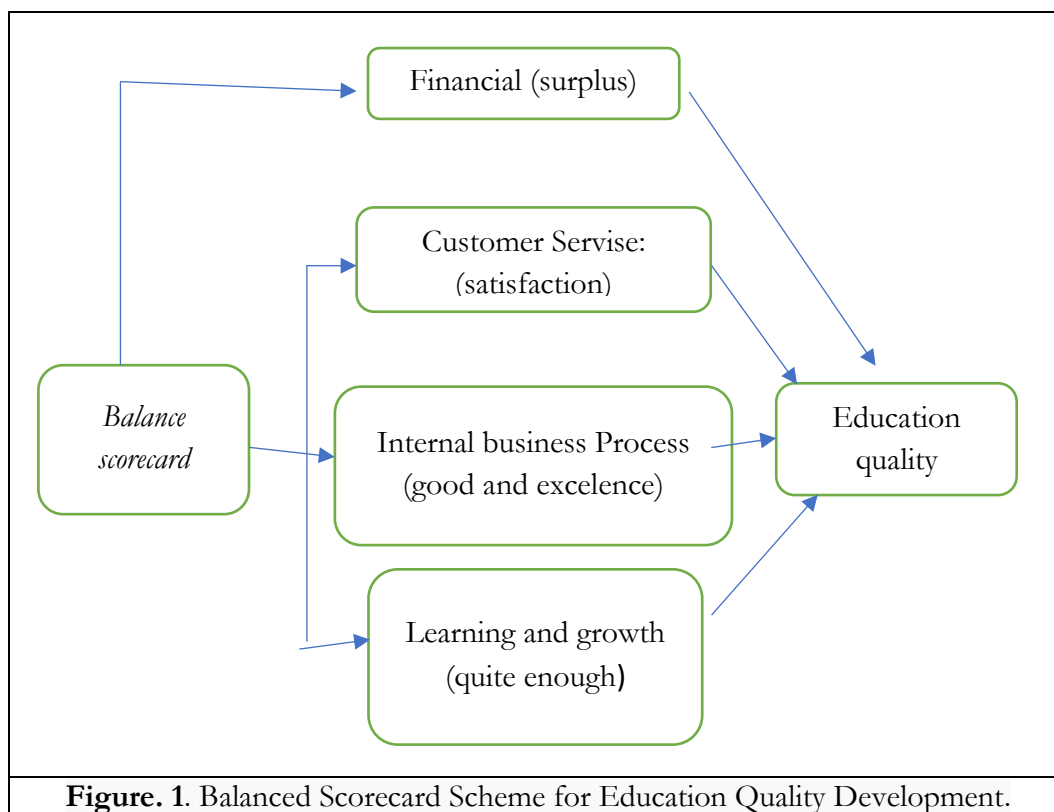 Financial (surplus)
Customer Servise:
(satisfaction)
Balance
scorecard
Internal business Process
(good and excelence)
Education
quality
Learning and growth
(quite enough)
Figure. 1. Balanced Scorecard Scheme for Education Quality Development.